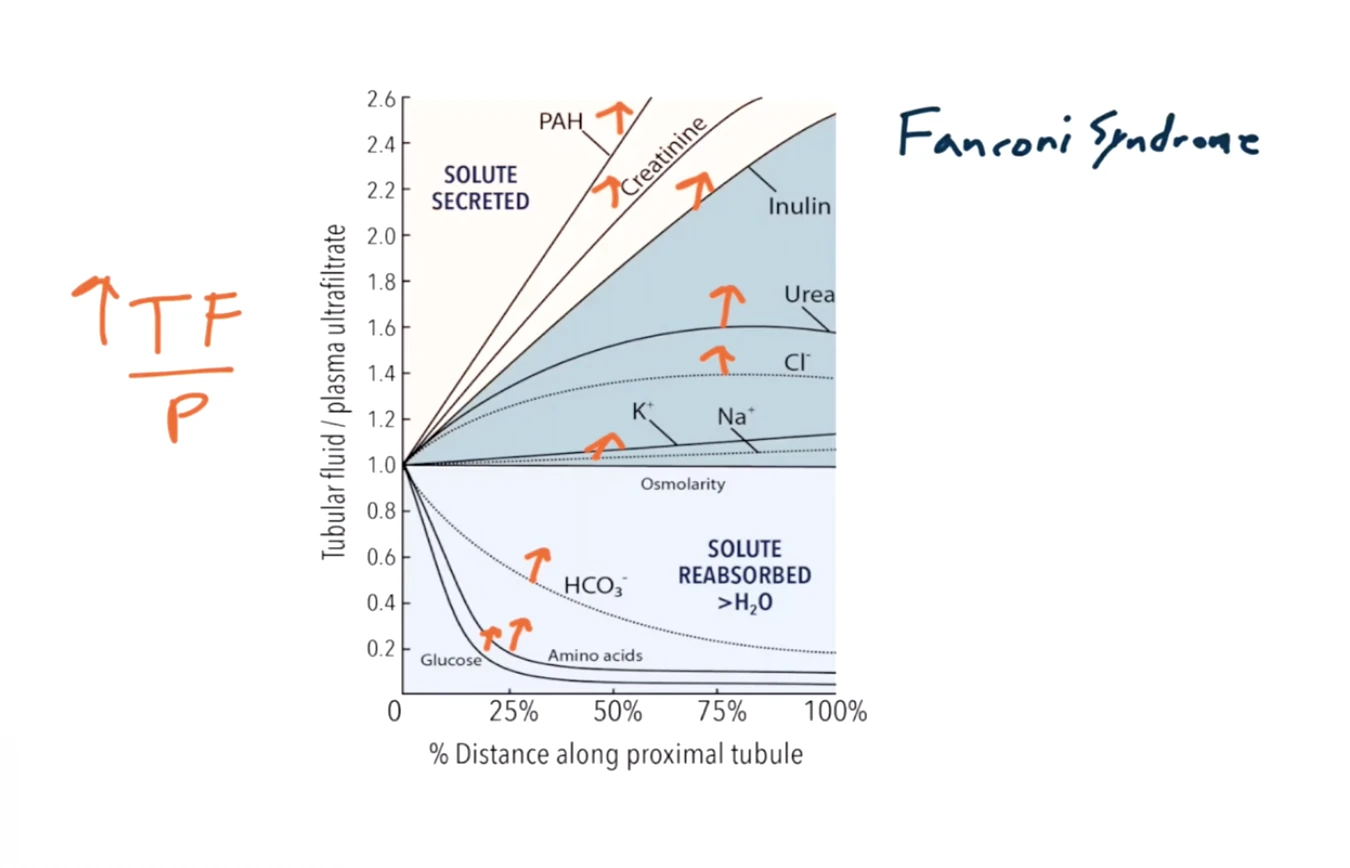 Fanconi Syndrome
↑ TF
P
Tubular fluid / plasma ultrafiltrate
2.6
2.4
2.2
2.0
1.8
1.6
1.4
1.2
1.0
0.8
0.6
0.4
0.2
SOLUTE
SECRETED
PAH
Creatinine
Inulin
Urea
Cl⁻
K⁺
Na⁺
Osmolarity
SOLUTE
REABSORBED
>H₂O
HCO₃⁻
Glucose
Amino acids
0 25% 50% 75% 100%
% Distance along proximal tubule